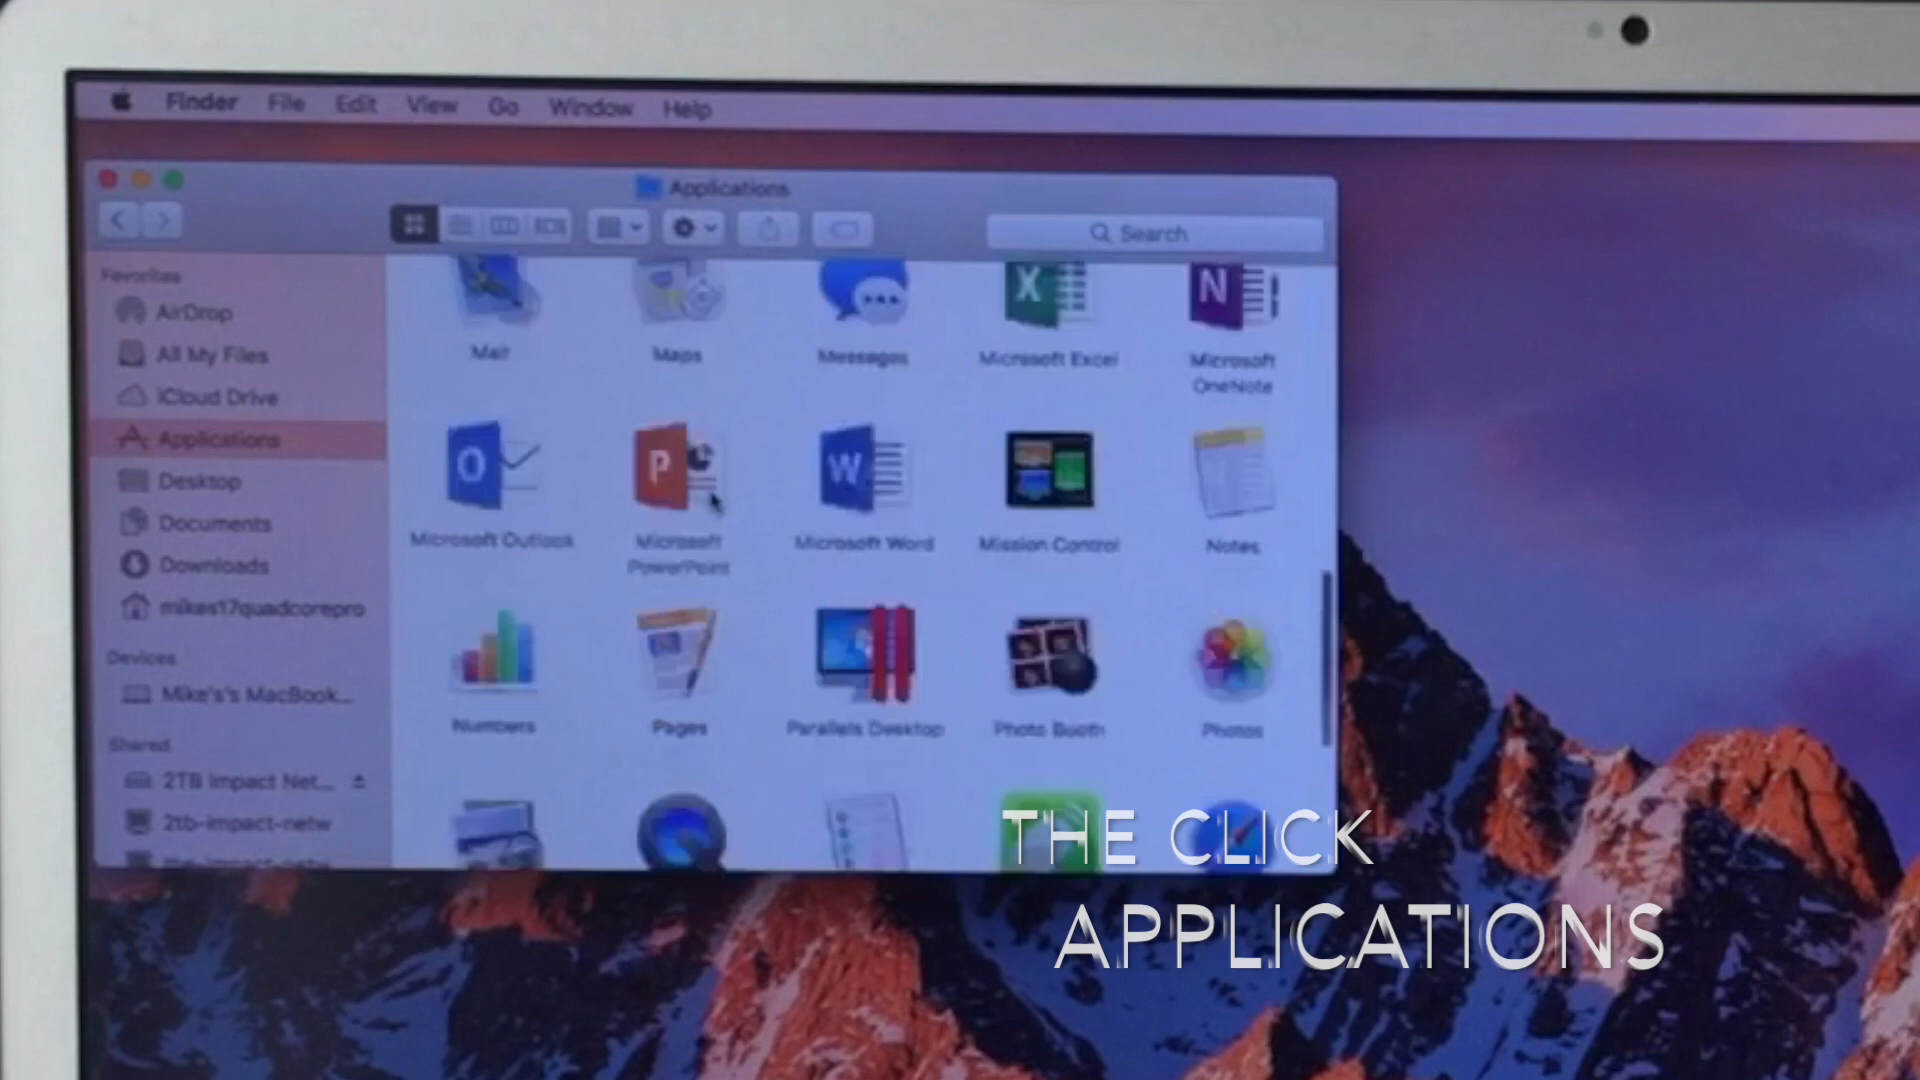 Finder File Edit View Go Window Help
Applications
Search
Favorites
AirDrop
All My Files
iCloud Drive
Applications
Desktop
Documents
Downloads
mikes17quadcorepro
Devices
Mike's's MacBook...
Shared
2TB Impact Net...
2tb-impact-netw
Mail
Maps
Messages
Microsoft Excel
Microsoft
OneNote
Microsoft Outlook
Microsoft
PowerPoint
Microsoft Word
Mission Control
Notes
Numbers
Pages
Parallels Desktop
Photo Booth
Photos
X
N
O
P
W
THE CLICK
APPLICATIONS